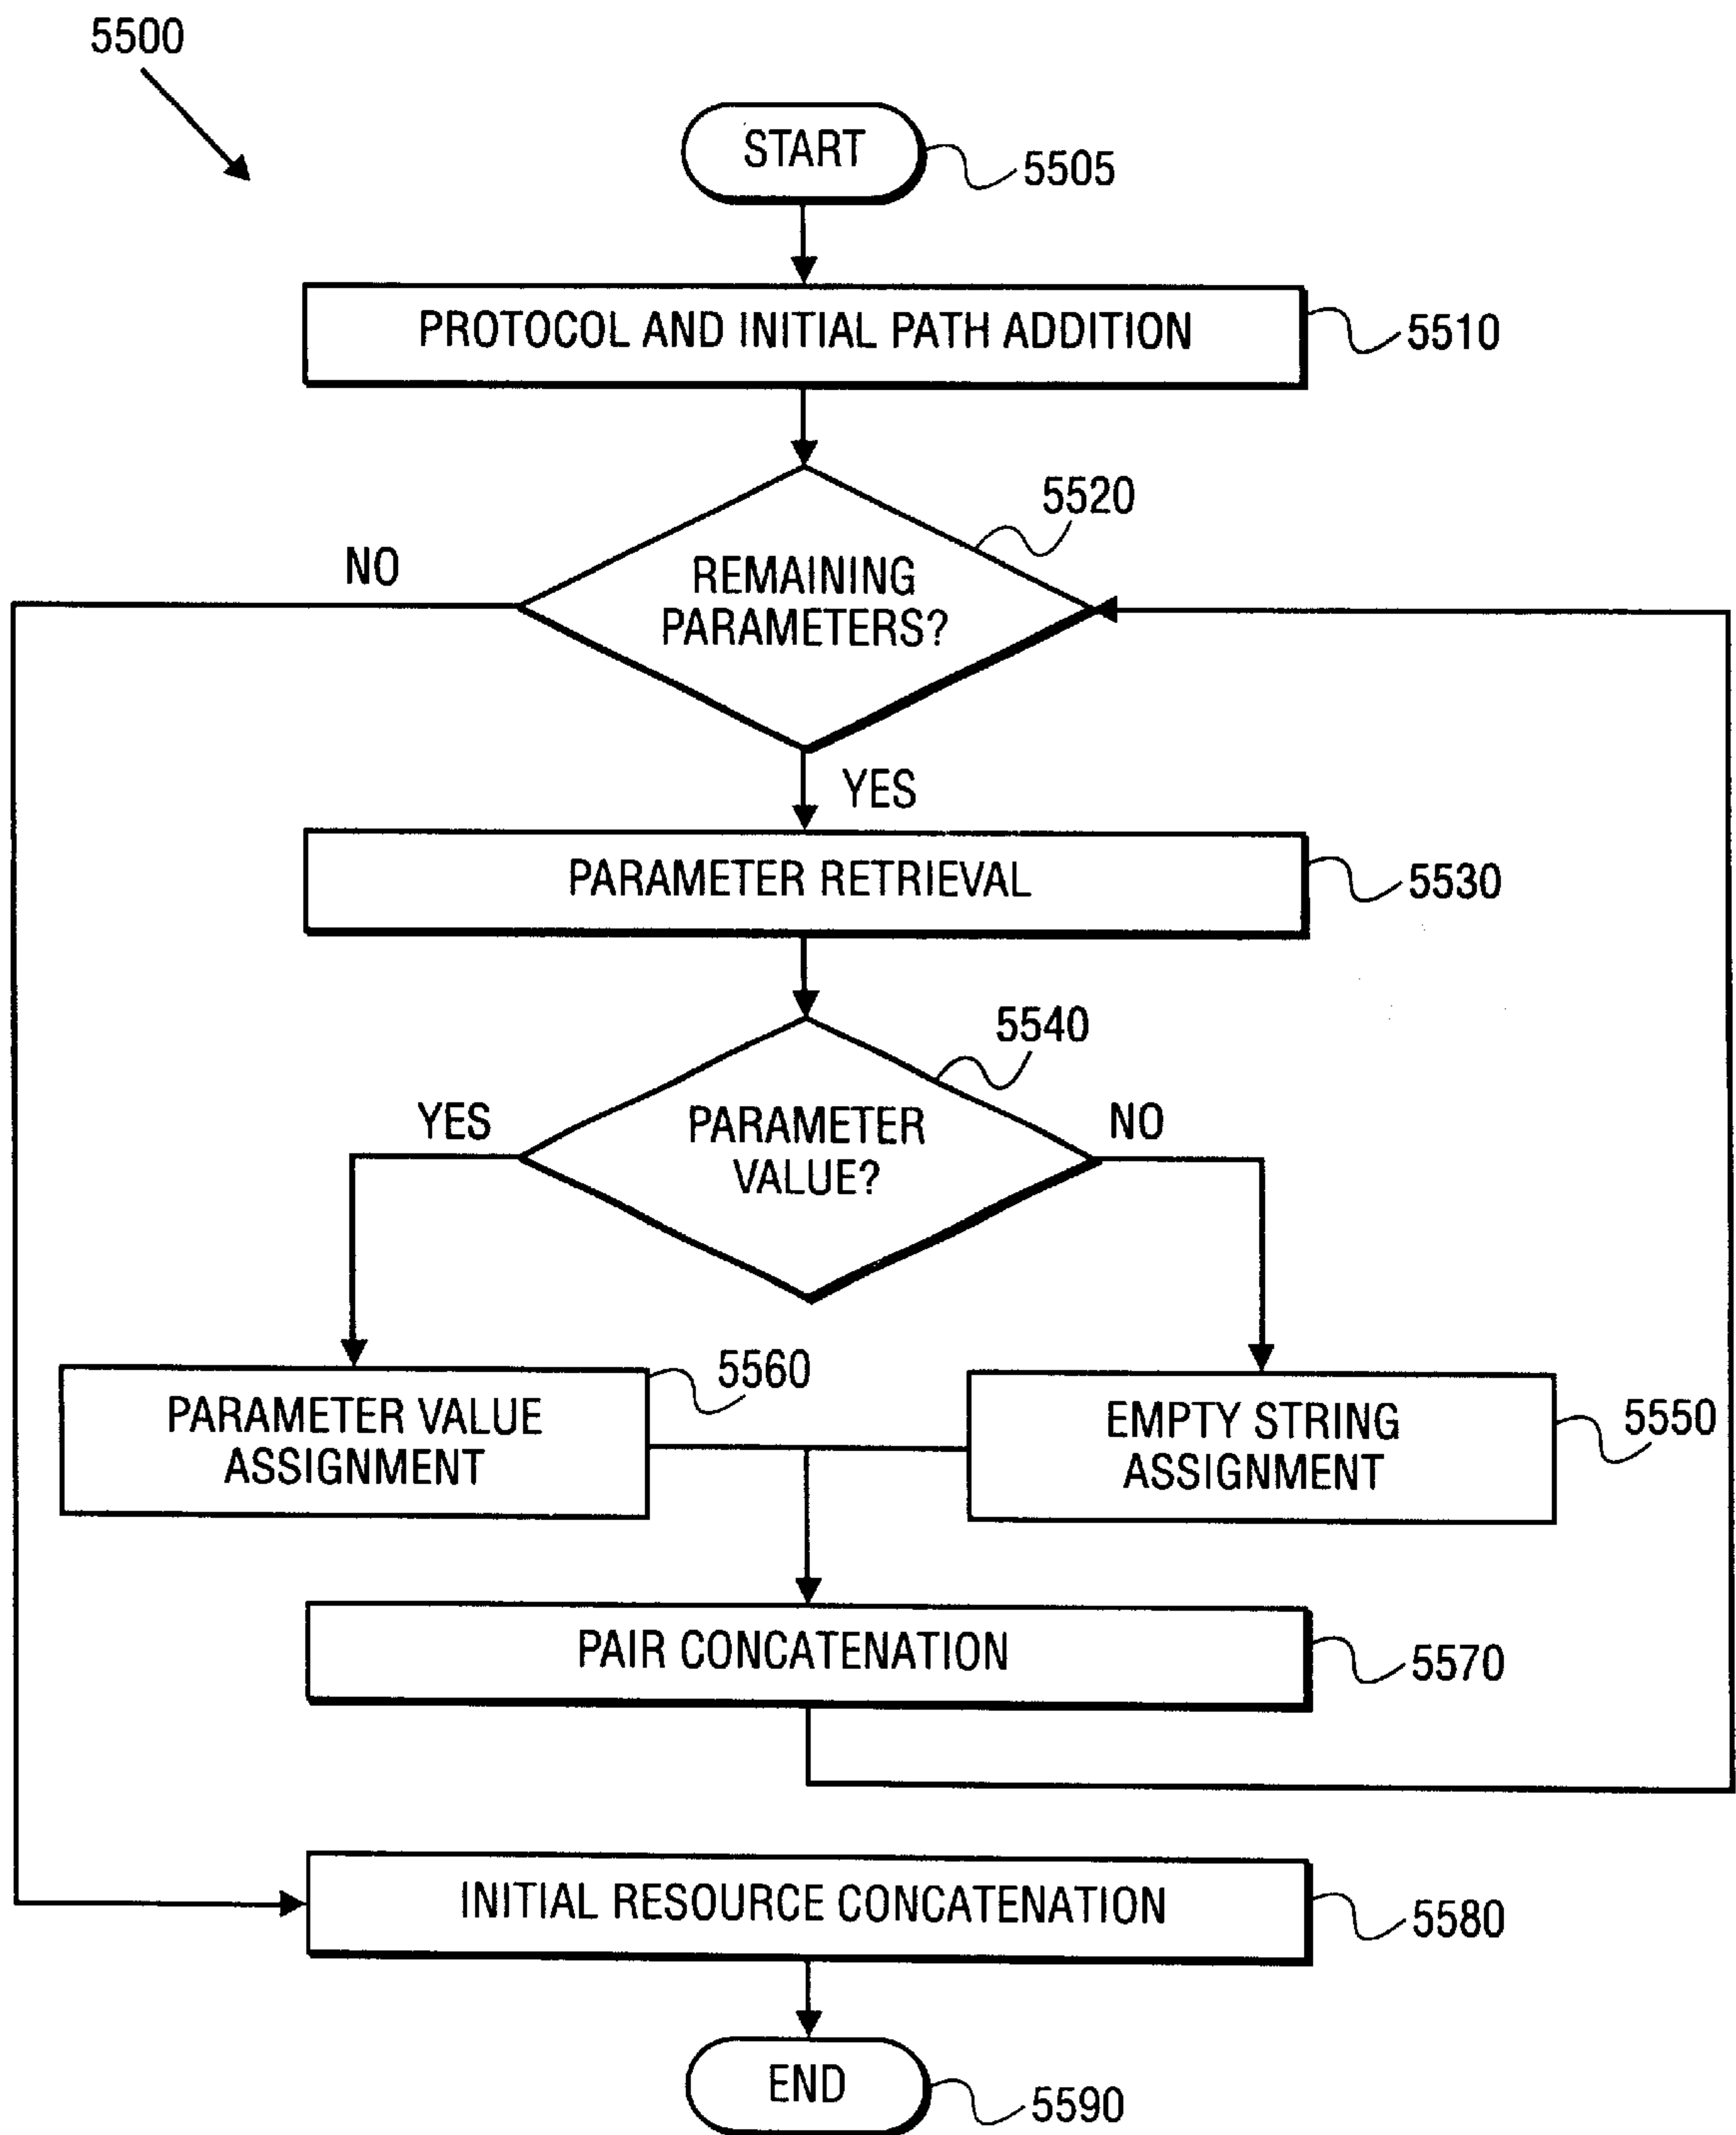 5500
START
5505
PROTOCOL AND INITIAL PATH ADDITION
5510
5520
NO
REMAINING
PARAMETERS?
YES
PARAMETER RETRIEVAL
5530
5540
YES
PARAMETER
VALUE?
NO
5560
PARAMETER VALUE
ASSIGNMENT
EMPTY STRING
ASSIGNMENT
5550
PAIR CONCATENATION
5570
INITIAL RESOURCE CONCATENATION
5580
END
5590